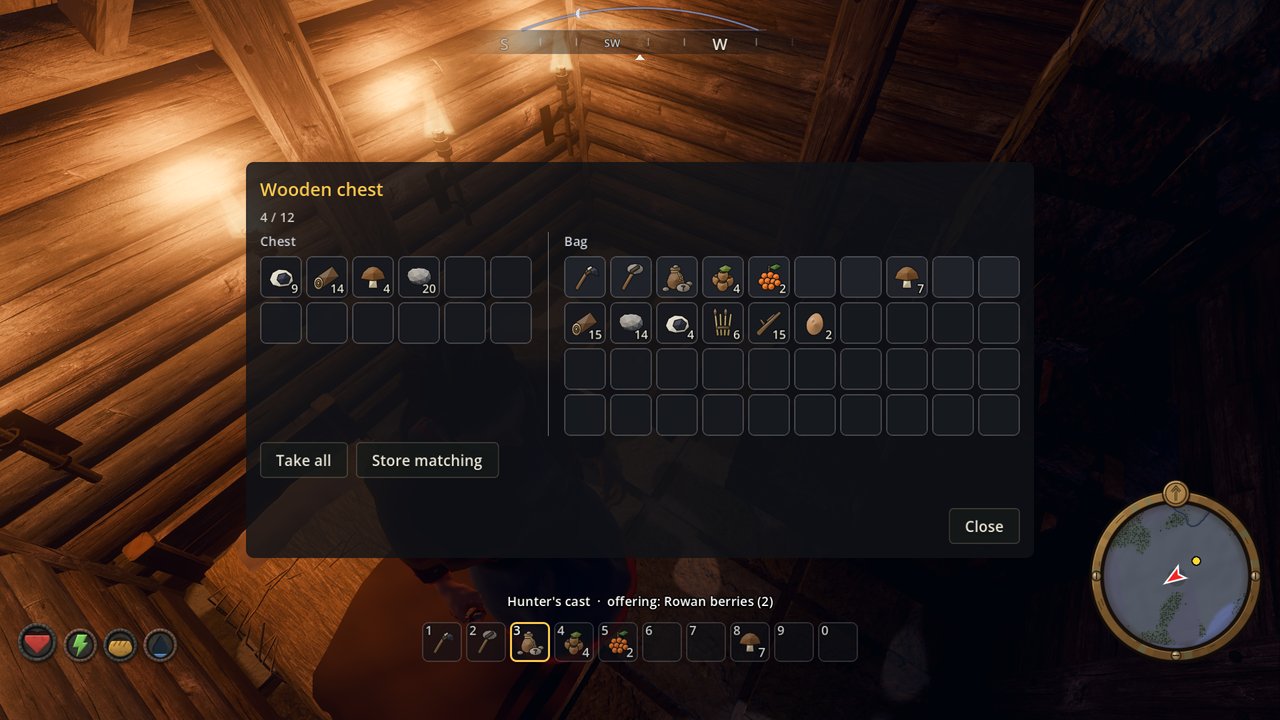 S SW W
Wooden chest
4 / 12
Chest
Bag
9 14 4 20
4 2 7
15 14 4 6 15 2
Take all
Store matching
Close
Hunter's cast · offering: Rowan berries (2)
1 2 3 4 5 6 7 8 9 0
4 2 7